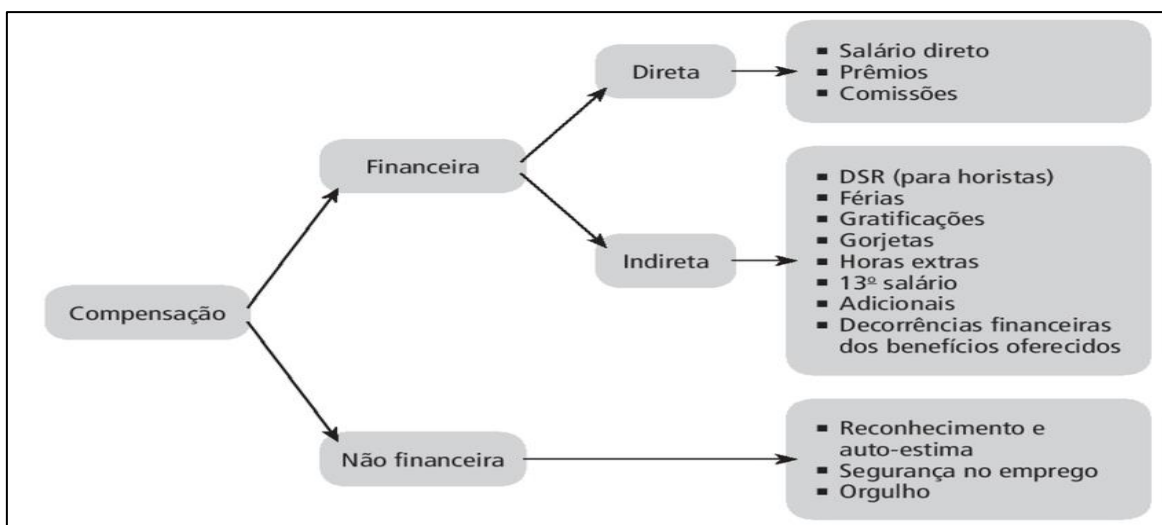 Compensação
Financeira
Direta
▪ Salário direto
▪ Prêmios
▪ Comissões
Indireta
▪ DSR (para horistas)
▪ Férias
▪ Gratificações
▪ Gorjetas
▪ Horas extras
▪ 13º salário
▪ Adicionais
▪ Decorrências financeiras
dos benefícios oferecidos
Não financeira
▪ Reconhecimento e
auto-estima
▪ Segurança no emprego
▪ Orgulho